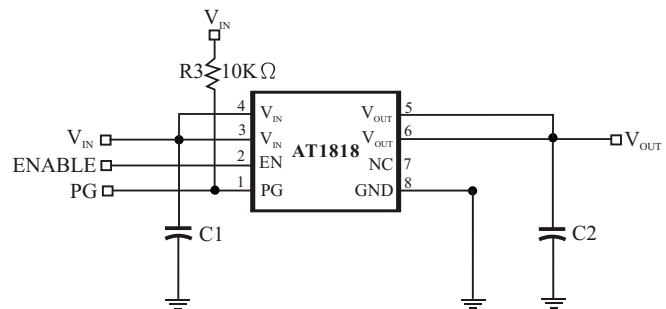 VIN
R3 10KΩ
4 VIN VOUT 5
VIN 3 VIN VOUT 6 VOUT
ENABLE 2 EN AT1818 NC 7
PG 1 PG GND 8
C1 C2